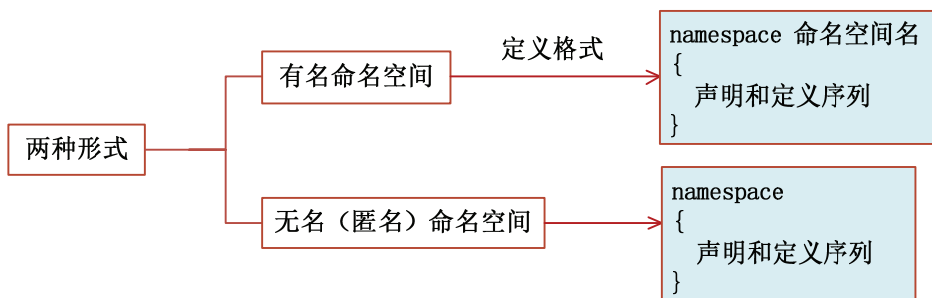 两种形式
有名命名空间
定义格式
namespace 命名空间名
{
声明和定义序列
}
无名（匿名）命名空间
namespace
{
声明和定义序列
}